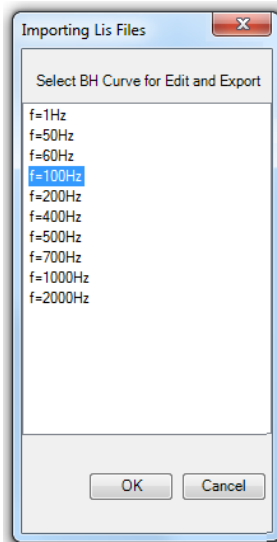 Importing Lis Files
Select BH Curve for Edit and Export
f=1Hz
f=50Hz
f=60Hz
f=100Hz
f=200Hz
f=400Hz
f=500Hz
f=700Hz
f=1000Hz
f=2000Hz
OK Cancel